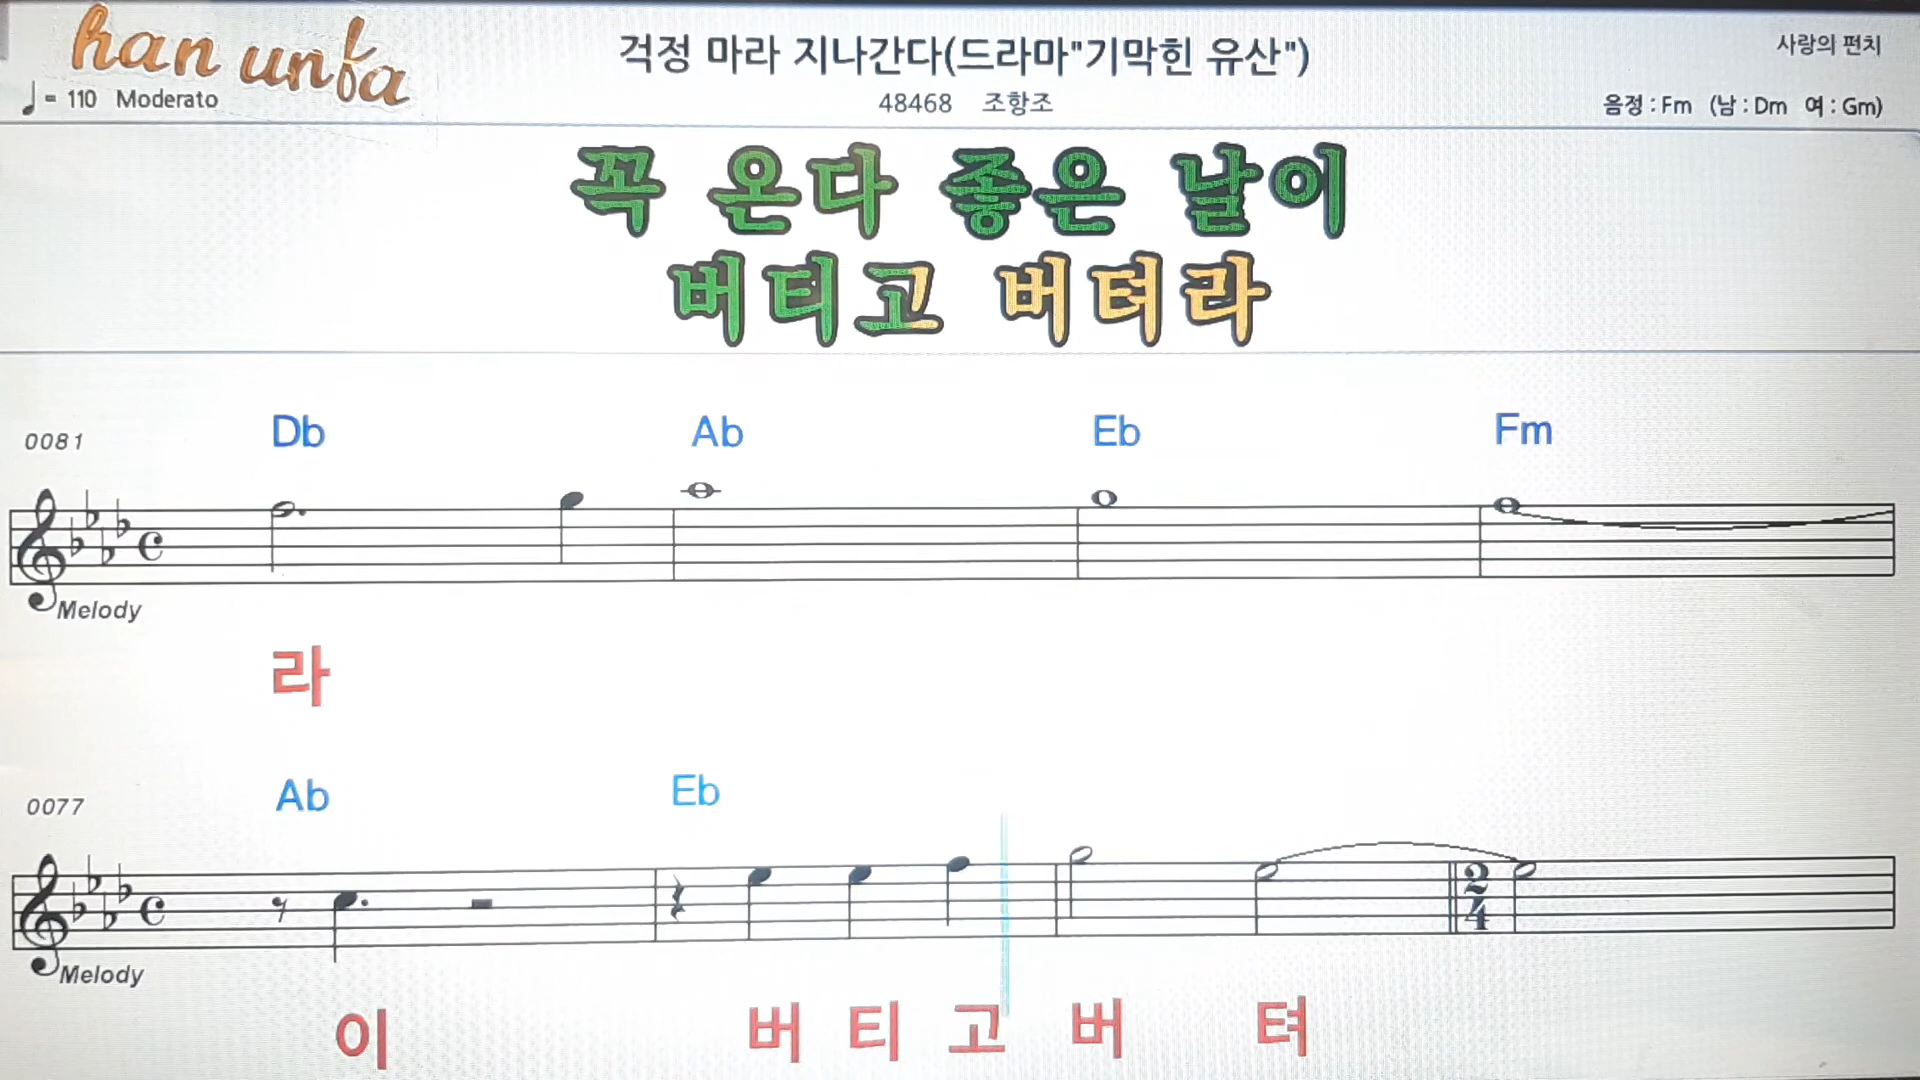 han unfa
걱정 마라 지나간다(드라마"기막힌 유산")
사랑의 펀치
♩= 110 Moderato
48468 조항조
음정 : Fm (남 : Dm 여 : Gm)
꼭 온다 좋은 날이
버티고 버텨라
0081 Db Ab Eb Fm
Melody
라
0077 Ab Eb
2
4
Melody
이 버 티 고 버 텨